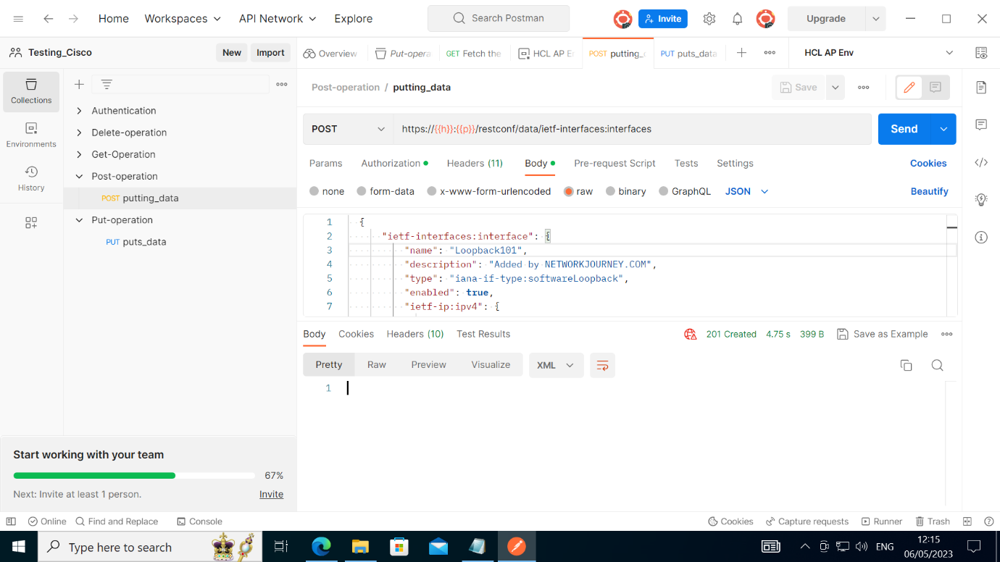 Home Workspaces API Network Explore Search Postman Invite Upgrade
Testing_Cisco New Import
Overview Put-opera GET Fetch the HCL AP E POST putting_ PUT puts_data HCL AP Env
Collections
Environments
History
Authentication
Delete-operation
Get-Operation
Post-operation
POST putting_data
Put-operation
PUT puts_data
Post-operation / putting_data Save
POST https://{{h}}:{{p}}/restconf/data/ietf-interfaces:interfaces Send
Params Authorization Headers (11) Body Pre-request Script Tests Settings Cookies
none form-data x-www-form-urlencoded raw binary GraphQL JSON Beautify
1 {
2 "ietf-interfaces:interface": {
3 "name": "Loopback101",
4 "description": "Added by NETWORKJOURNEY.COM",
5 "type": "iana-if-type:softwareLoopback",
6 "enabled": true,
7 "ietf-ip:ipv4": {
Body Cookies Headers (10) Test Results 201 Created 4.75 s 399 B Save as Example
Pretty Raw Preview Visualize XML
1
Start working with your team
67%
Next: Invite at least 1 person. Invite
Online Find and Replace Console Cookies Capture requests Runner Trash
Type here to search ENG 12:15
06/05/2023